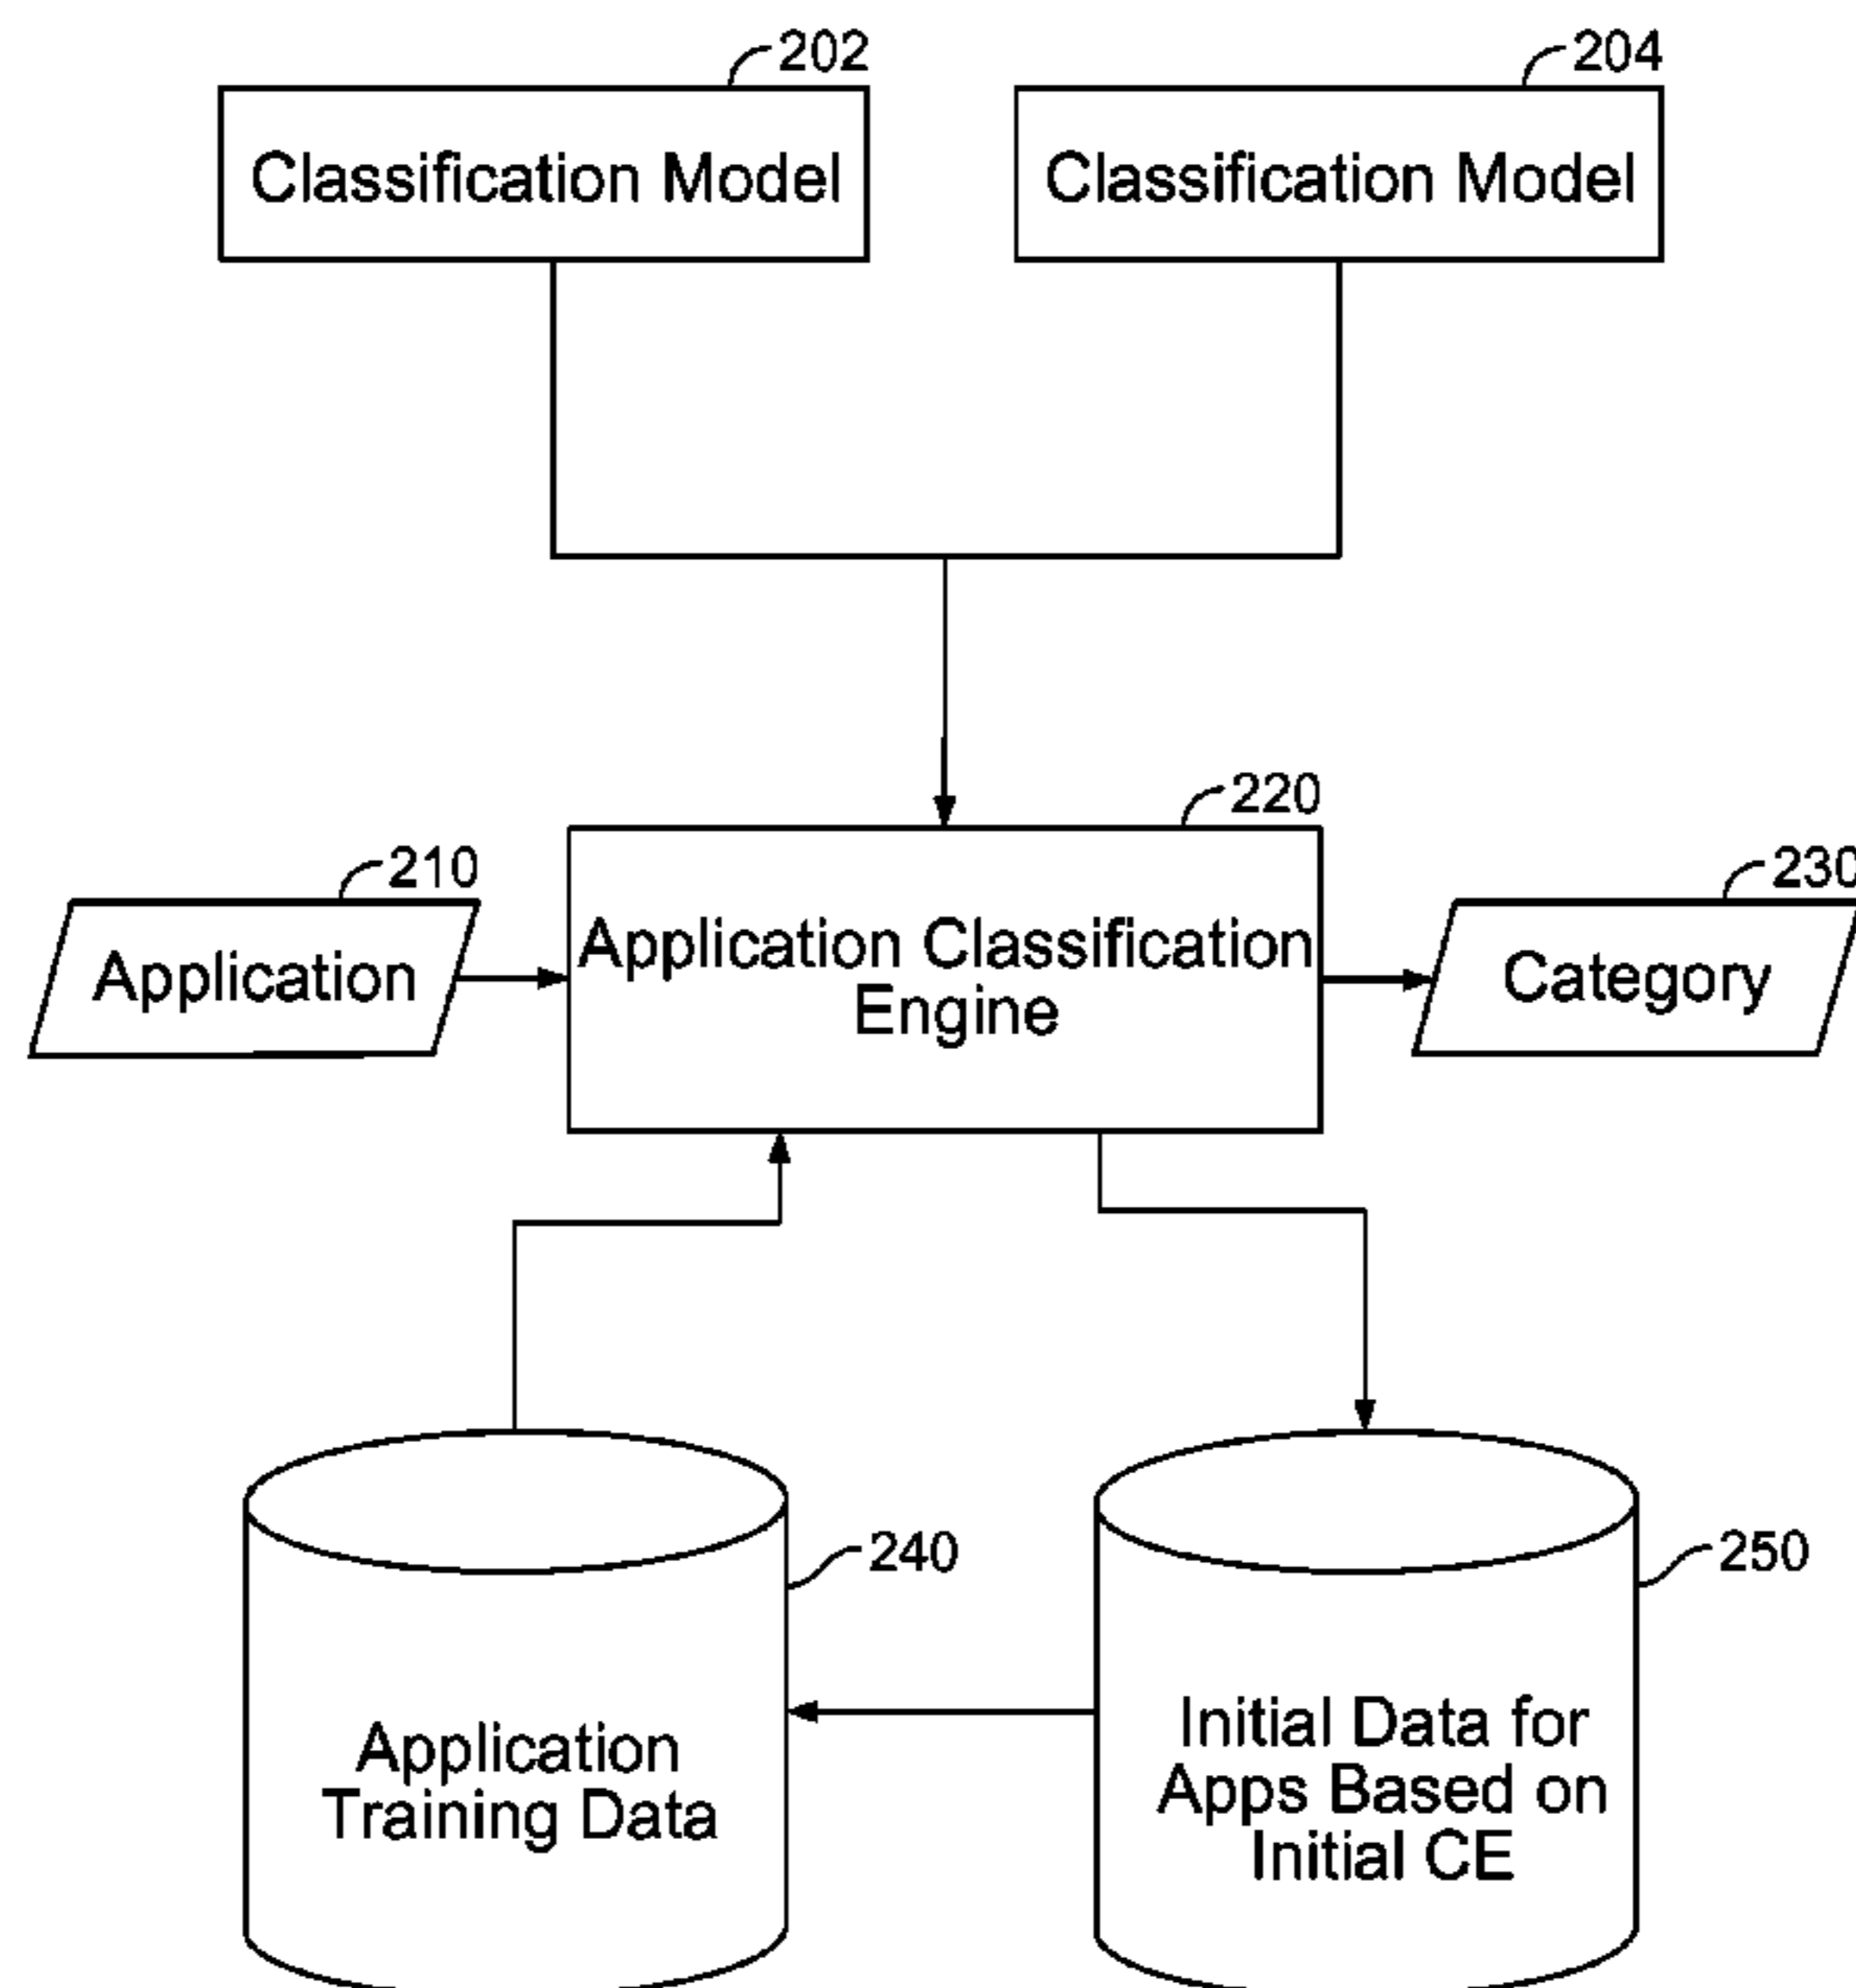 202
204
Classification Model
Classification Model
220
210
230
Application
Application Classification
Engine
Category
240
250
Application
Training Data
Initial Data for
Apps Based on
Initial CE